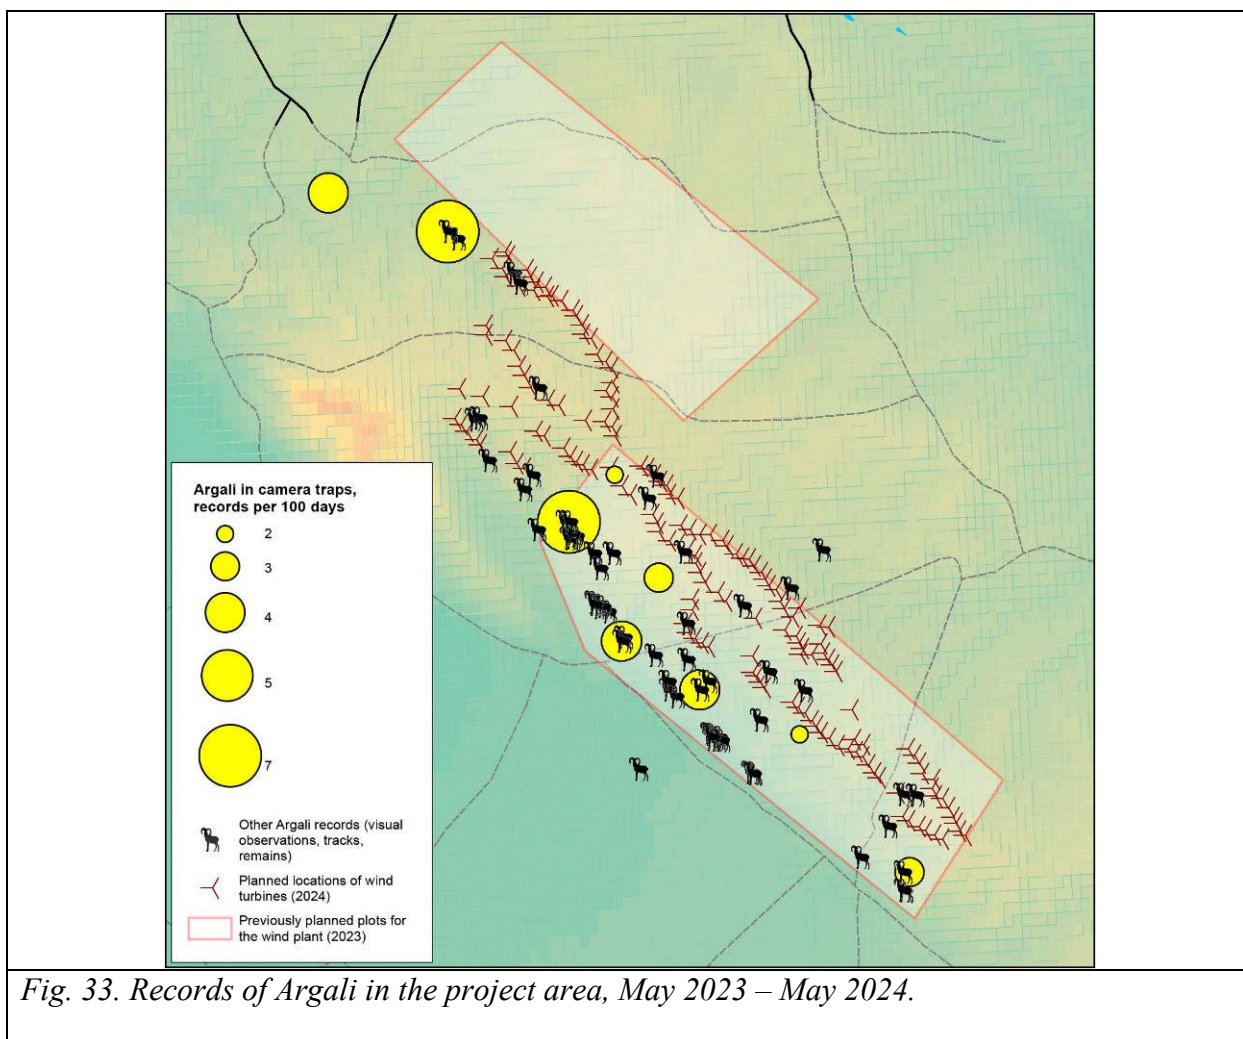 Argali in camera traps,
records per 100 days
2
3
4
5
7
Other Argali records (visual
observations, tracks,
remains)
Planned locations of wind
turbines (2024)
Previously planned plots for
the wind plant (2023)
Fig. 33. Records of Argali in the project area, May 2023 – May 2024.